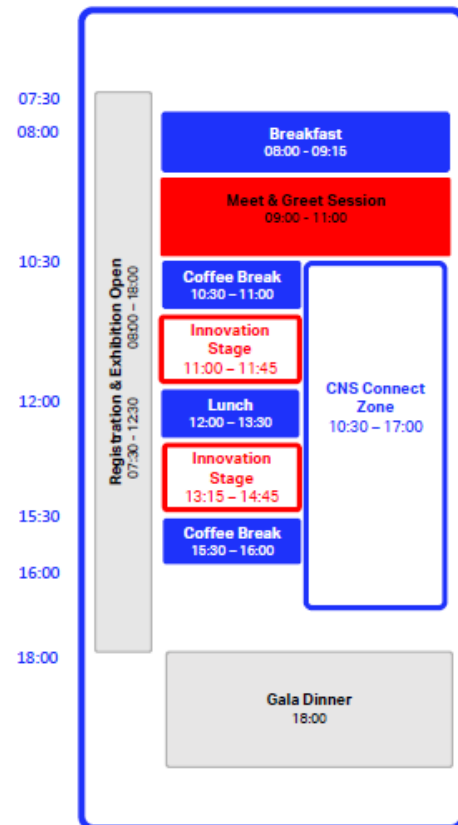 07:30
08:00
10:30
12:00
15:30
16:00
18:00
Registration & Exhibition Open
07:30 - 12:30 08:00 – 18:00
Breakfast
08:00 - 09:15
Meet & Greet Session
09:00 - 11:00
Coffee Break
10:30 – 11:00
Innovation
Stage
11:00 – 11:45
Lunch
12:00 – 13:30
Innovation
Stage
13:15 – 14:45
Coffee Break
15:30 – 16:00
CNS Connect
Zone
10:30 – 17:00
Gala Dinner
18:00